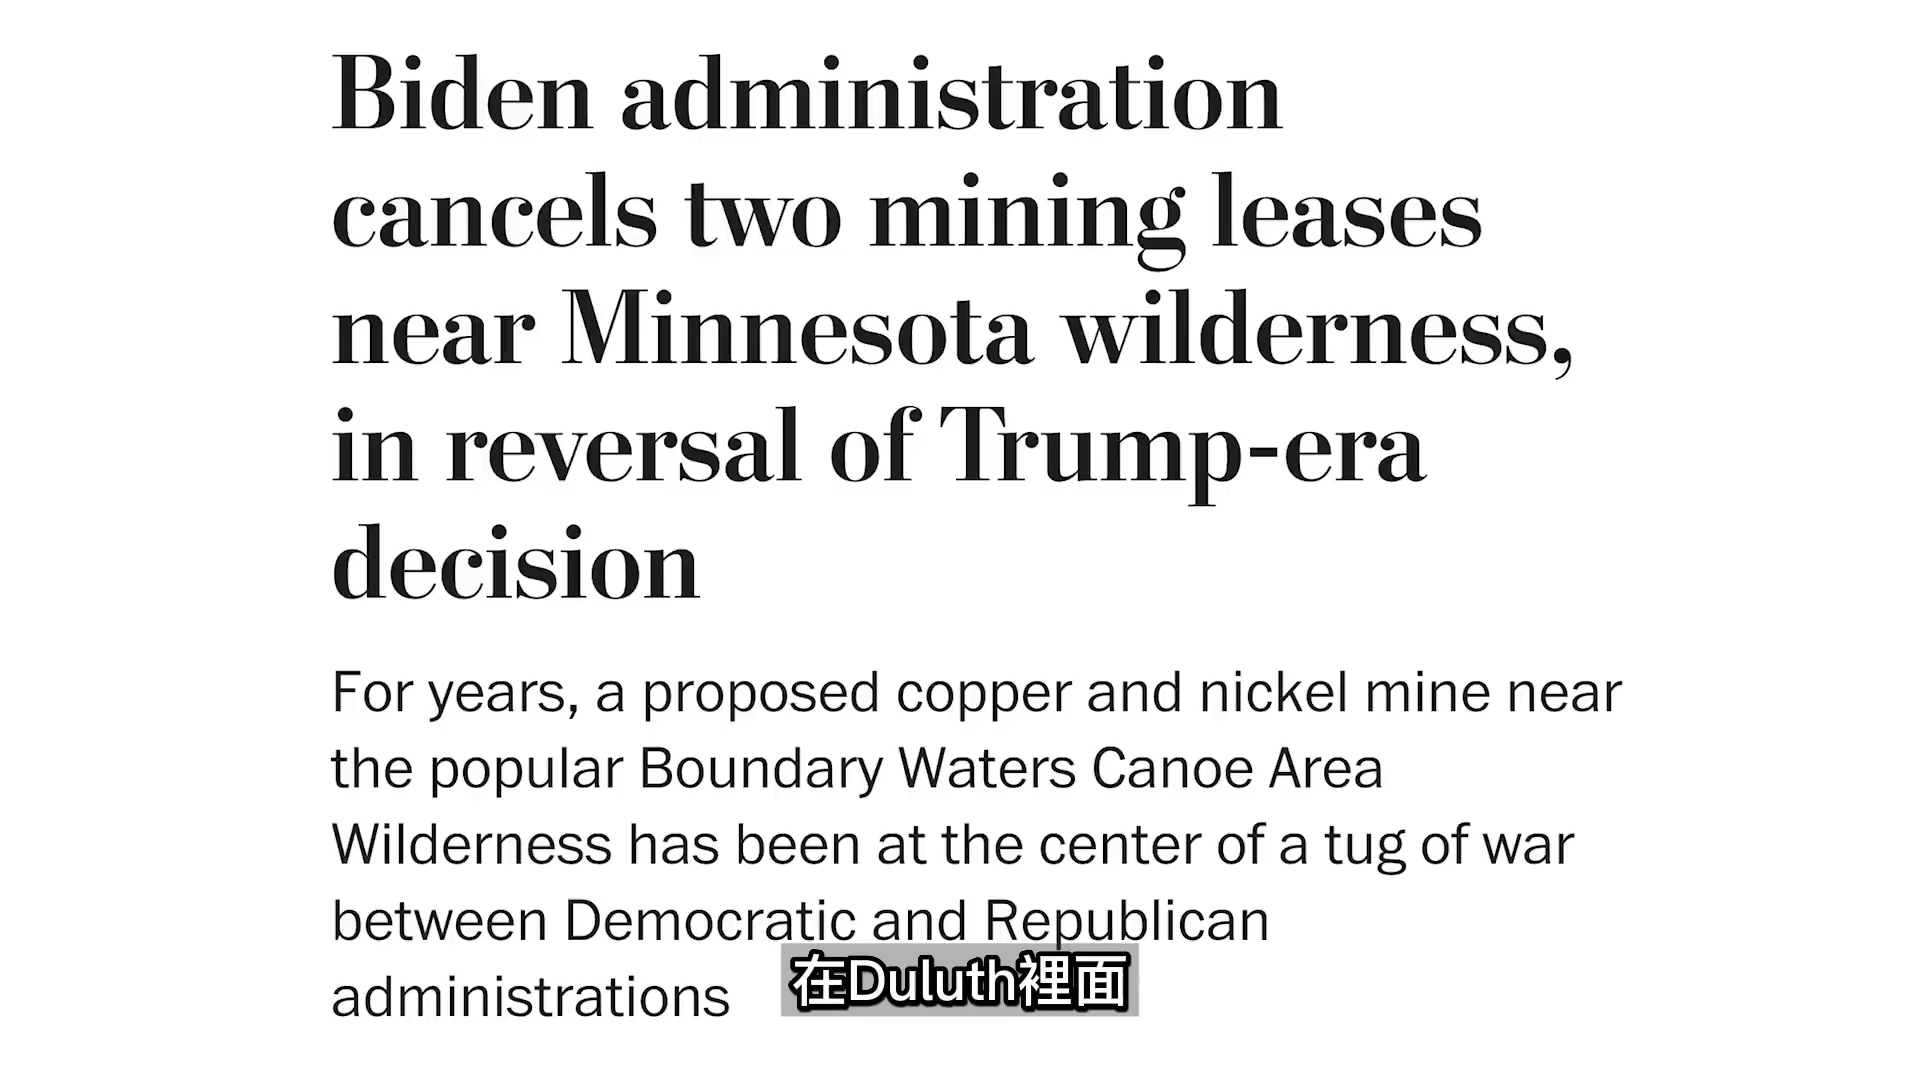 Biden administration
cancels two mining leases
near Minnesota wilderness,
in reversal of Trump-era
decision
For years, a proposed copper and nickel mine near
the popular Boundary Waters Canoe Area
Wilderness has been at the center of a tug of war
between Democratic and Republican
administrations
在Duluth裡面